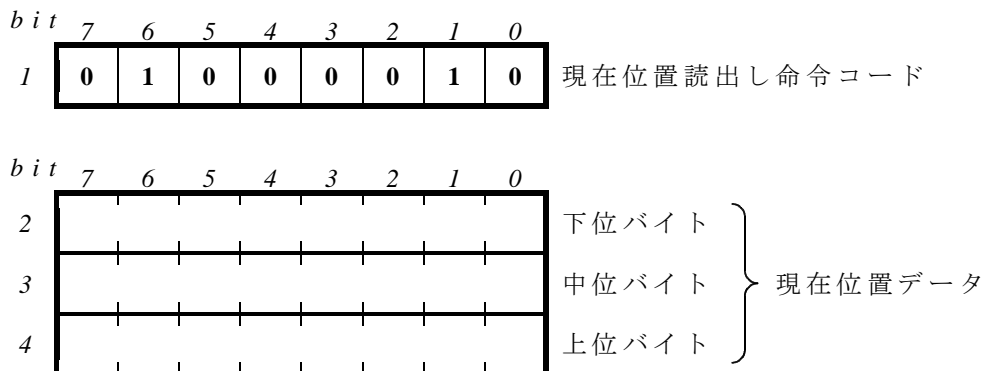 bit 7 6 5 4 3 2 1 0
1 0 1 0 0 0 0 1 0 現在位置読出し命令コード
bit 7 6 5 4 3 2 1 0
2 下位バイト
3 中位バイト 現在位置データ
4 上位バイト